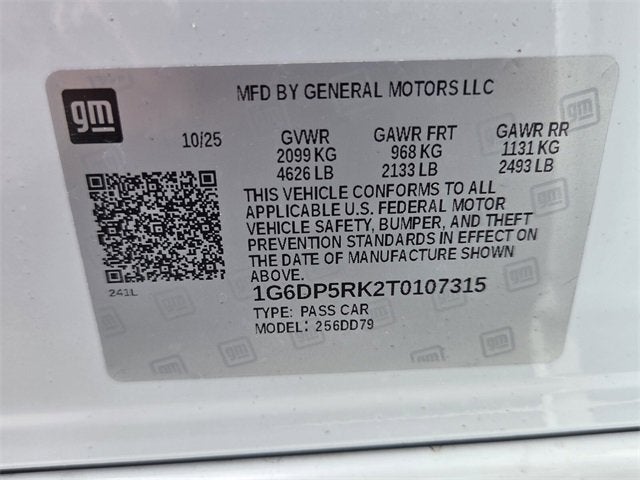 MFD BY GENERAL MOTORS LLC
gm
10/25 GVWR GAWR FRT GAWR RR
2099 KG 968 KG 1131 KG
4626 LB 2133 LB 2493 LB
THIS VEHICLE CONFORMS TO ALL
APPLICABLE U.S. FEDERAL MOTOR
VEHICLE SAFETY, BUMPER, AND THEFT
PREVENTION STANDARDS IN EFFECT ON
THE DATE OF MANUFACTURE SHOWN
ABOVE.
241L
1G6DP5RK2T0107315
TYPE: PASS CAR
MODEL: 256DD79